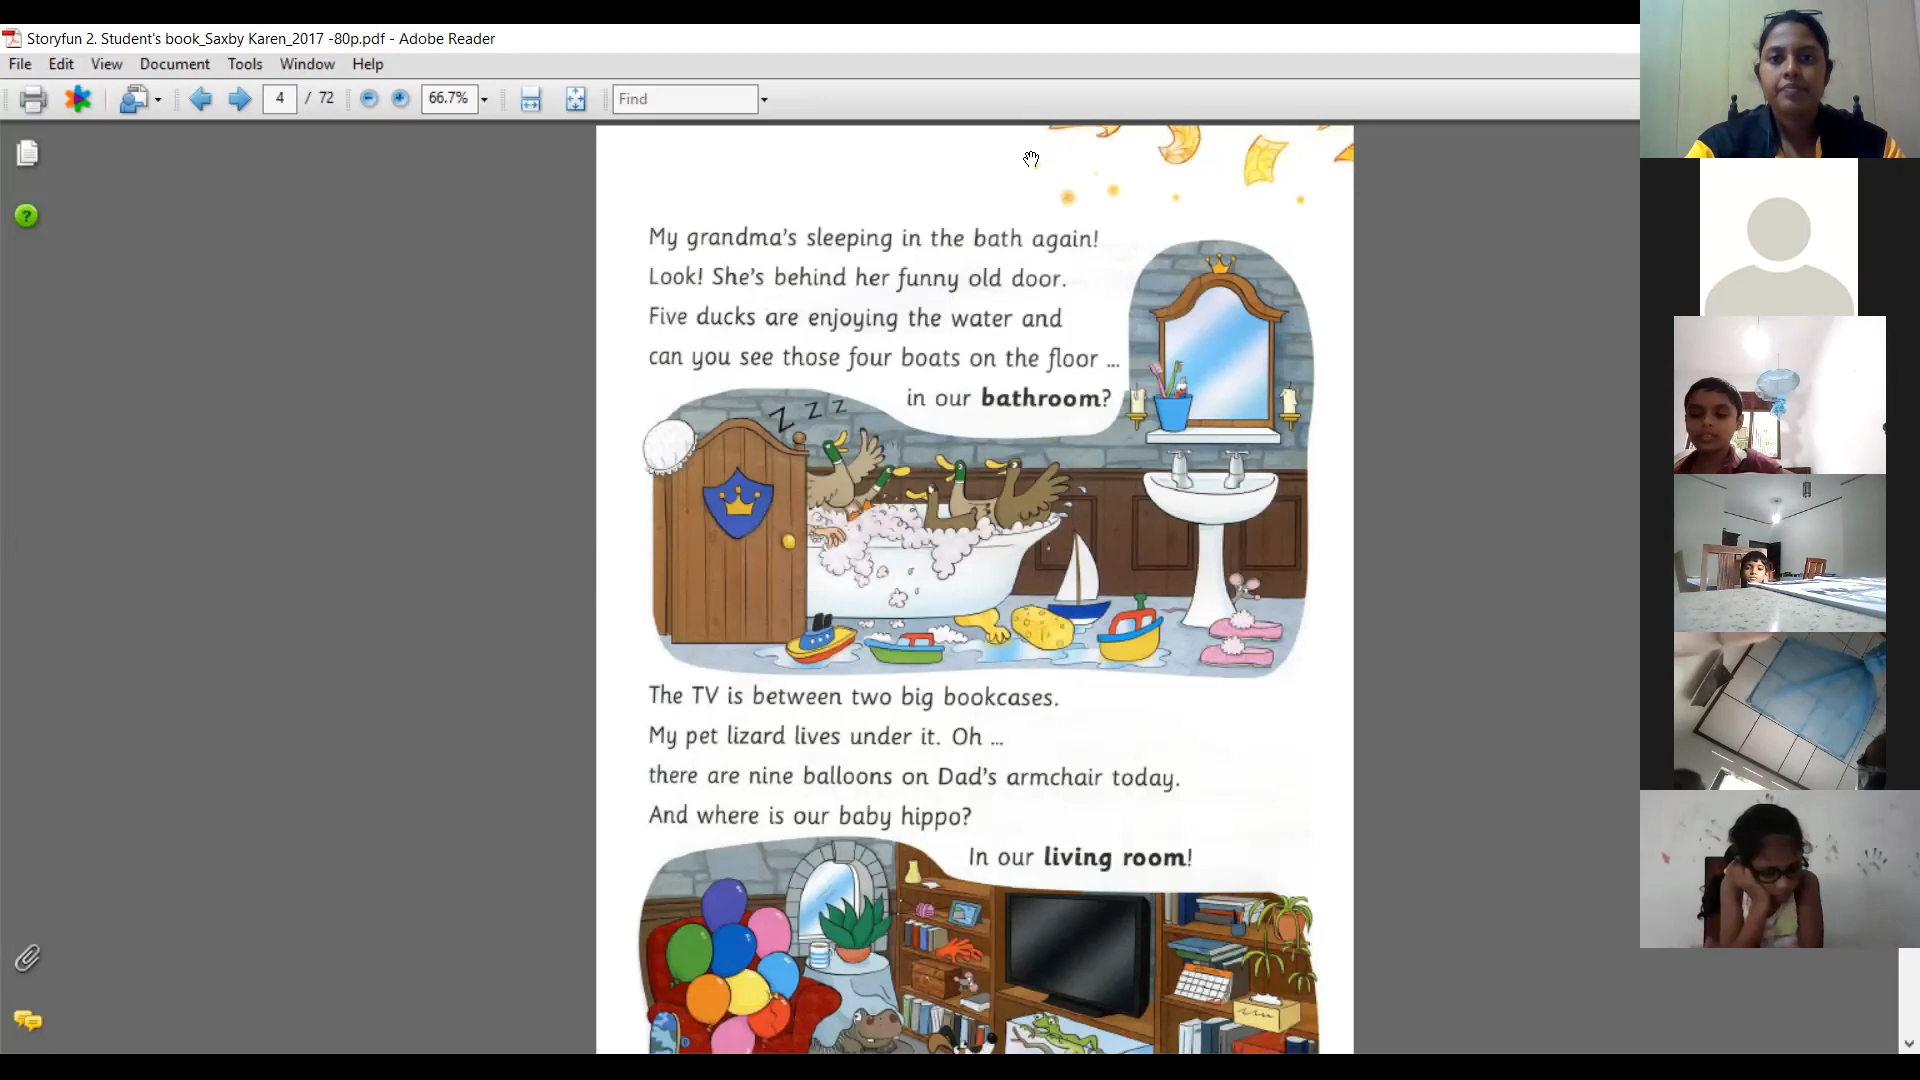 Storyfun 2. Student's book_Saxby Karen_2017 -80p.pdf - Adobe Reader
File Edit View Document Tools Window Help
4 / 72 66.7% Find
?
My grandma's sleeping in the bath again!
Look! She's behind her funny old door.
Five ducks are enjoying the water and
can you see those four boats on the floor ...
in our bathroom?
Z Z Z
The TV is between two big bookcases.
My pet lizard lives under it. Oh ...
there are nine balloons on Dad's armchair today.
And where is our baby hippo?
In our living room!